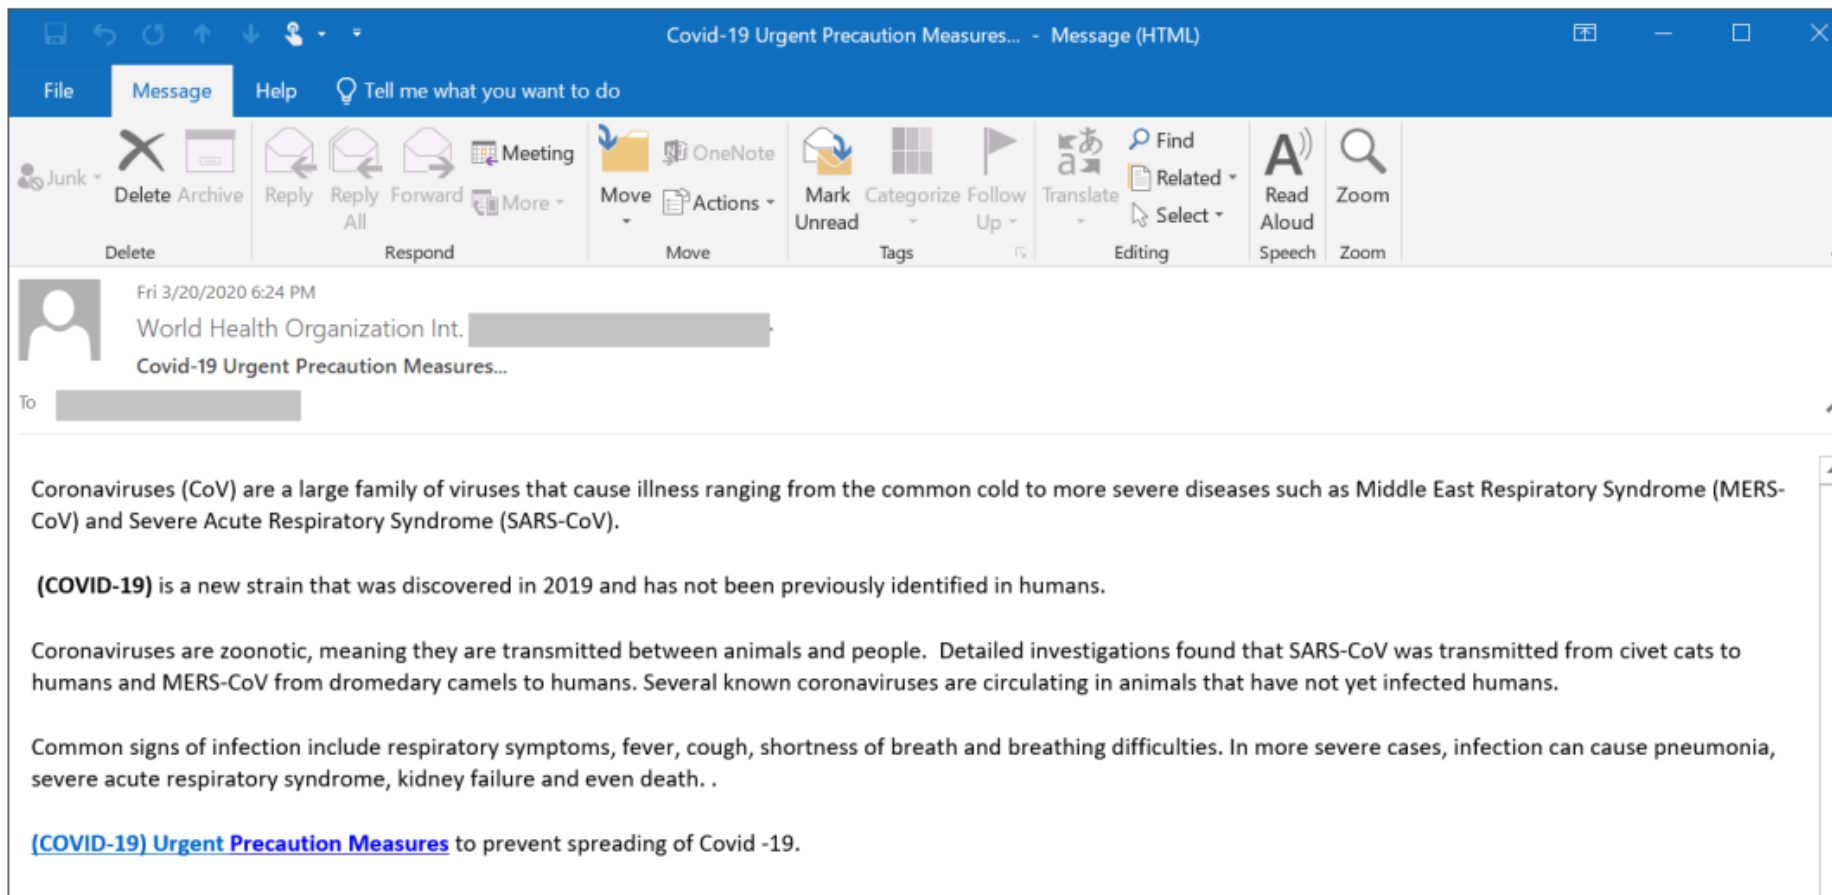 Covid-19 Urgent Precaution Measures... - Message (HTML)
File Message Help Tell me what you want to do
Junk
Delete
Archive
Reply
Reply All
Forward
Meeting
More
Move
OneNote
Actions
Mark Unread
Categorize
Follow Up
Translate
Find
Related
Select
Read Aloud
Zoom
Delete Respond Move Tags Editing Speech Zoom
Fri 3/20/2020 6:24 PM
World Health Organization Int.
Covid-19 Urgent Precaution Measures...
To
Coronaviruses (CoV) are a large family of viruses that cause illness ranging from the common cold to more severe diseases such as Middle East Respiratory Syndrome (MERS-
CoV) and Severe Acute Respiratory Syndrome (SARS-CoV).
(COVID-19) is a new strain that was discovered in 2019 and has not been previously identified in humans.
Coronaviruses are zoonotic, meaning they are transmitted between animals and people.  Detailed investigations found that SARS-CoV was transmitted from civet cats to
humans and MERS-CoV from dromedary camels to humans. Several known coronaviruses are circulating in animals that have not yet infected humans.
Common signs of infection include respiratory symptoms, fever, cough, shortness of breath and breathing difficulties. In more severe cases, infection can cause pneumonia,
severe acute respiratory syndrome, kidney failure and even death. .
(COVID-19) Urgent Precaution Measures to prevent spreading of Covid -19.